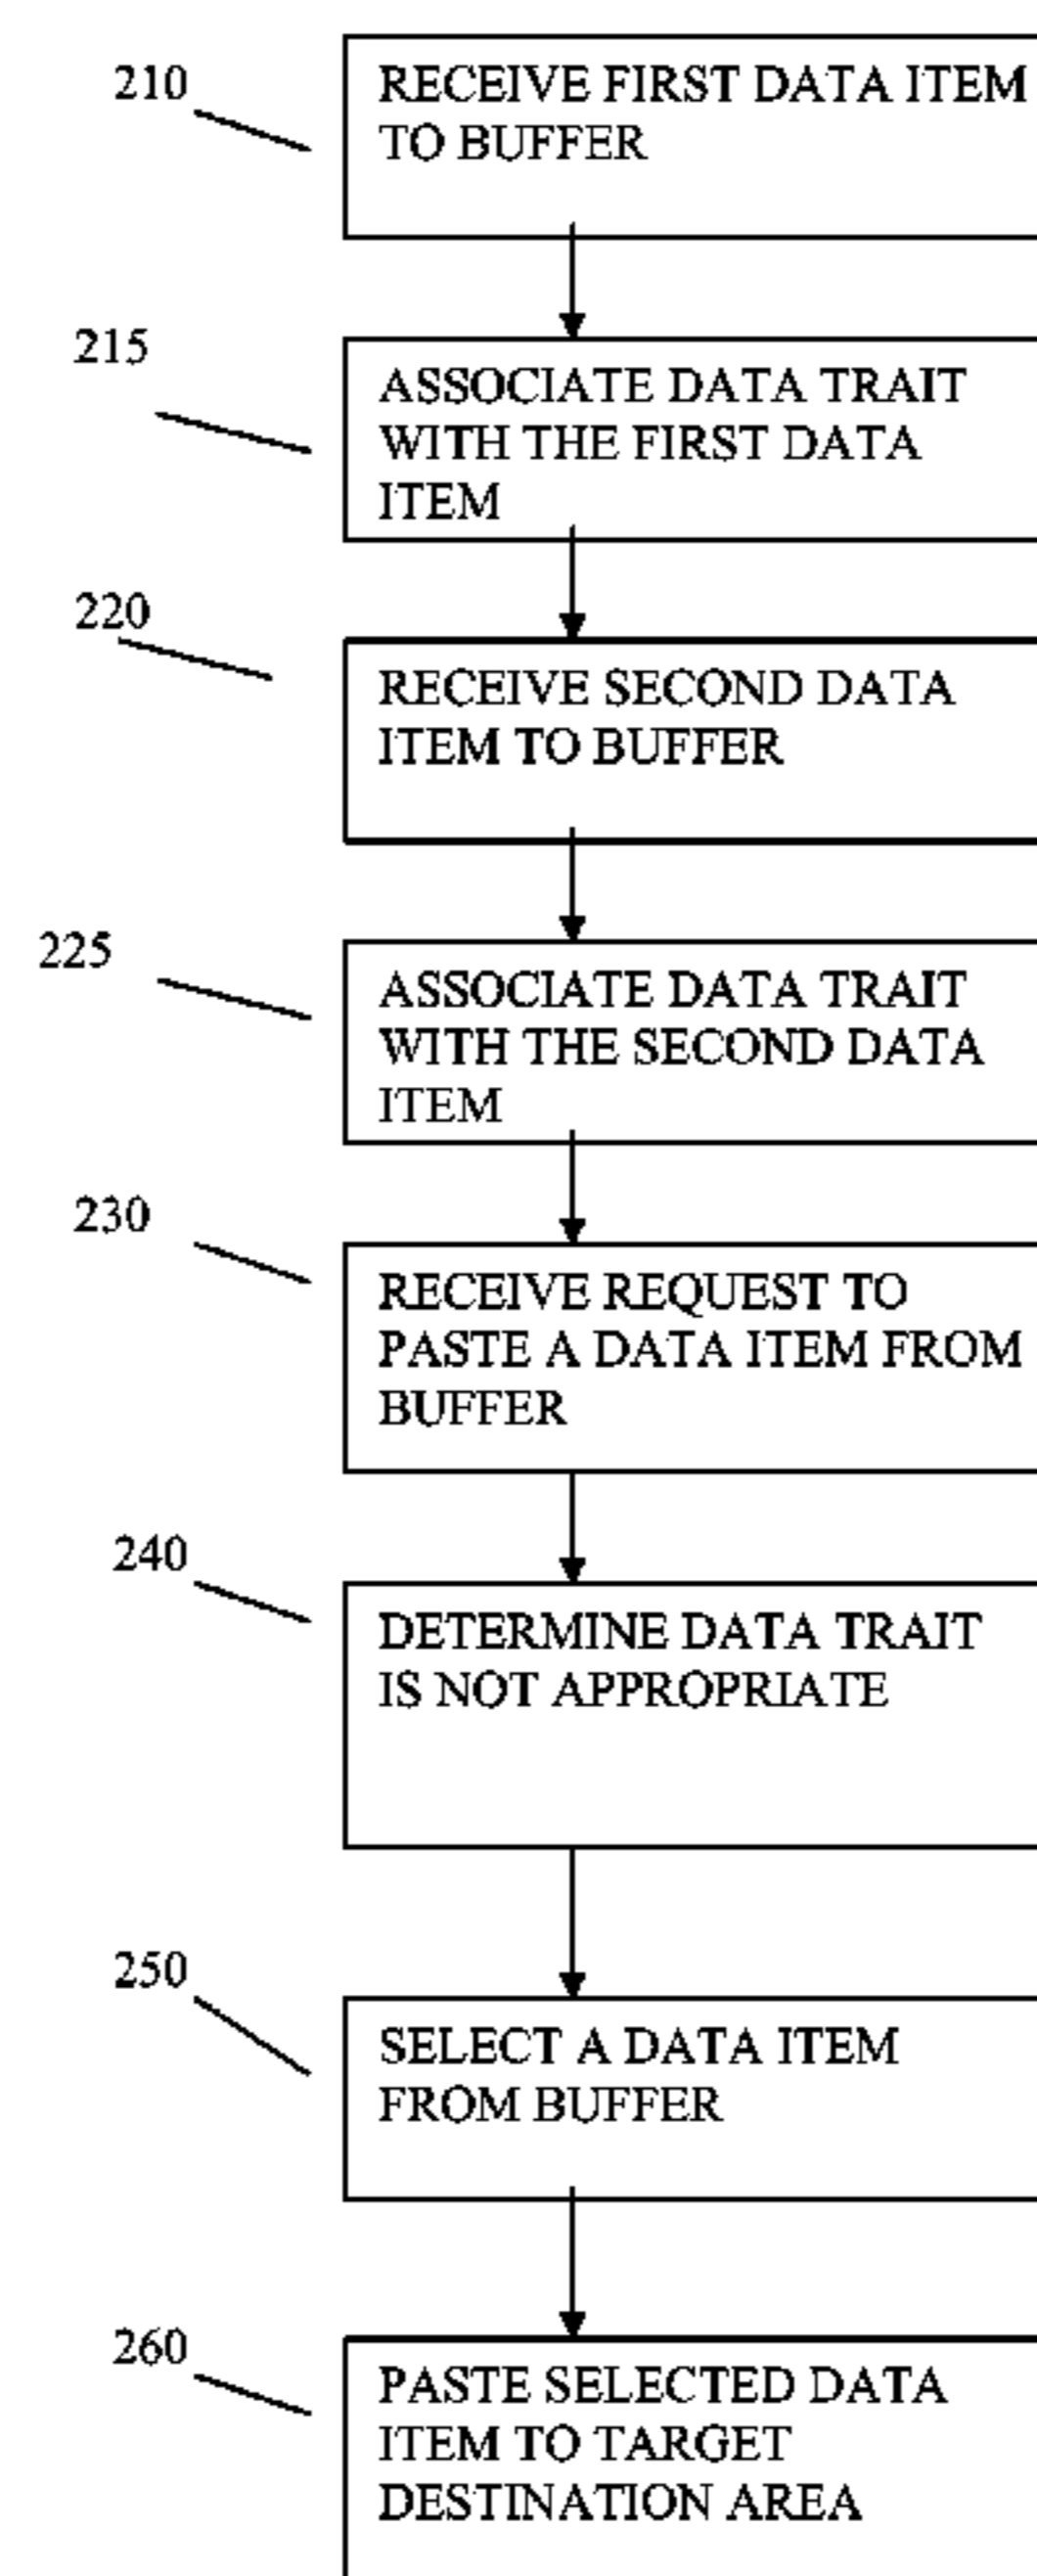 210
RECEIVE FIRST DATA ITEM
TO BUFFER
215
ASSOCIATE DATA TRAIT
WITH THE FIRST DATA
ITEM
220
RECEIVE SECOND DATA
ITEM TO BUFFER
225
ASSOCIATE DATA TRAIT
WITH THE SECOND DATA
ITEM
230
RECEIVE REQUEST TO
PASTE A DATA ITEM FROM
BUFFER
240
DETERMINE DATA TRAIT
IS NOT APPROPRIATE
250
SELECT A DATA ITEM
FROM BUFFER
260
PASTE SELECTED DATA
ITEM TO TARGET
DESTINATION AREA